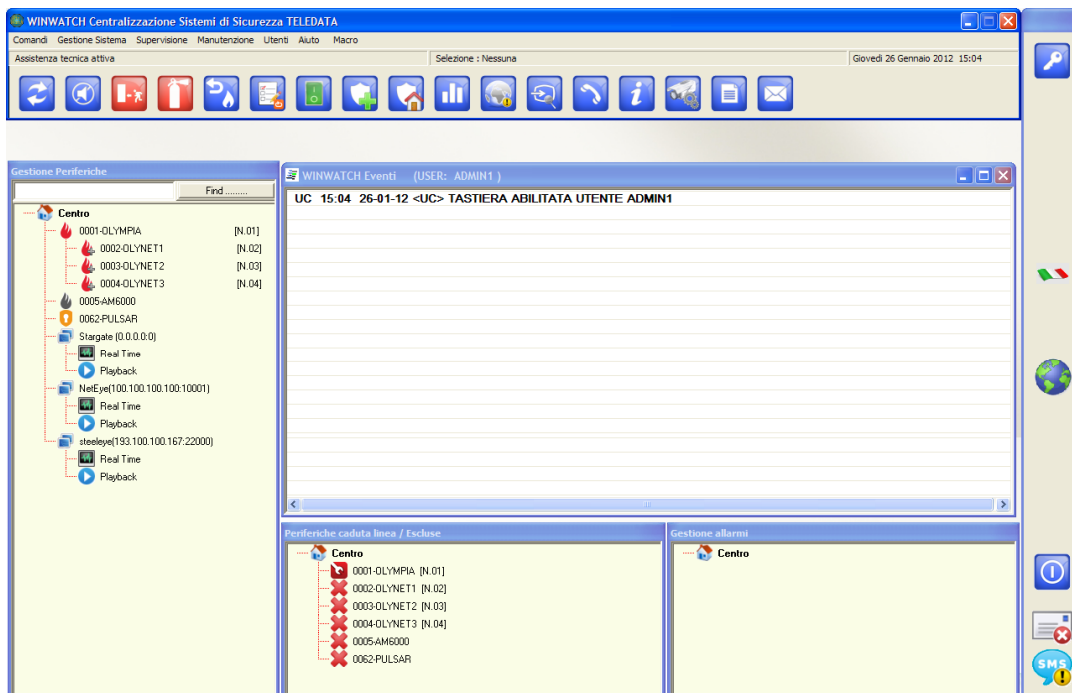 WINWATCH Centralizzazione Sistemi di Sicurezza TELEDATA
Comandi Gestione Sistema Supervisione Manutenzione Utenti Aiuto Macro
Assistenza tecnica attiva Selezione : Nessuna Giovedì 26 Gennaio 2012 15:04
Gestione Periferiche
Find .........
Centro
0001-OLYMPIA [N.01]
0002-OLYNET1 [N.02]
0003-OLYNET2 [N.03]
0004-OLYNET3 [N.04]
0005-AM6000
0062-PULSAR
Stargate (0.0.0.0:0)
Real Time
Playback
NetEye(100.100.100.100:10001)
Real Time
Playback
steeleye(193.100.100.167:22000)
Real Time
Playback
WINWATCH Eventi (USER: ADMIN1 )
UC 15:04 26-01-12 <UC> TASTIERA ABILITATA UTENTE ADMIN1
Periferiche caduta linea / Escluse
Centro
0001-OLYMPIA [N.01]
0002-OLYNET1 [N.02]
0003-OLYNET2 [N.03]
0004-OLYNET3 [N.04]
0005-AM6000
0062-PULSAR
Gestione allarmi
Centro
SMS